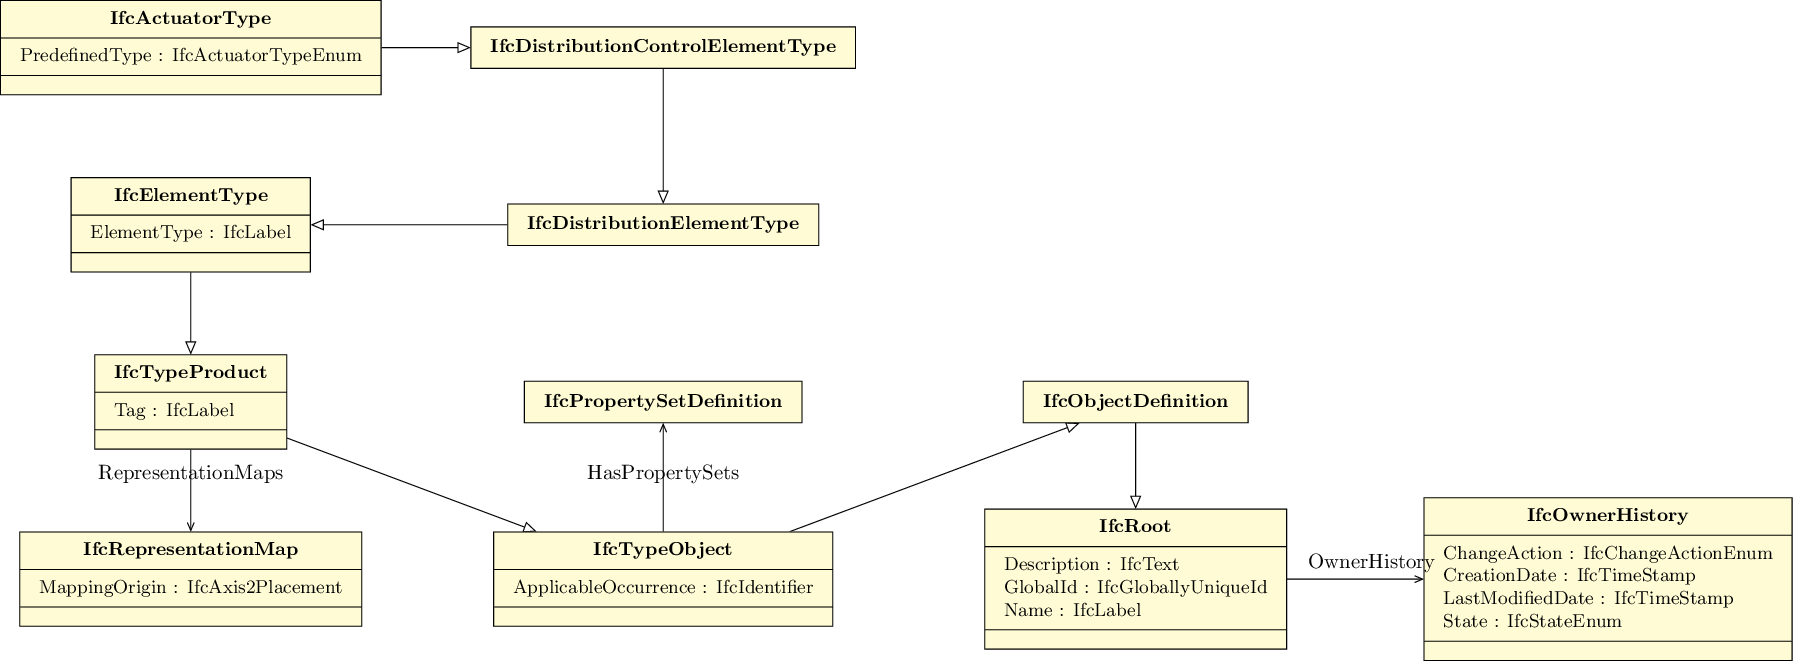 IfcActuatorType
PredefinedType : IfcActuatorTypeEnum
IfcDistributionControlElementType
IfcElementType
ElementType : IfcLabel
IfcDistributionElementType
IfcTypeProduct
Tag : IfcLabel
IfcPropertySetDefinition
IfcObjectDefinition
RepresentationMaps
HasPropertySets
IfcRepresentationMap
MappingOrigin : IfcAxis2Placement
IfcTypeObject
ApplicableOccurrence : IfcIdentifier
IfcRoot
Description : IfcText
GlobalId : IfcGloballyUniqueId
Name : IfcLabel
OwnerHistory
IfcOwnerHistory
ChangeAction : IfcChangeActionEnum
CreationDate : IfcTimeStamp
LastModifiedDate : IfcTimeStamp
State : IfcStateEnum